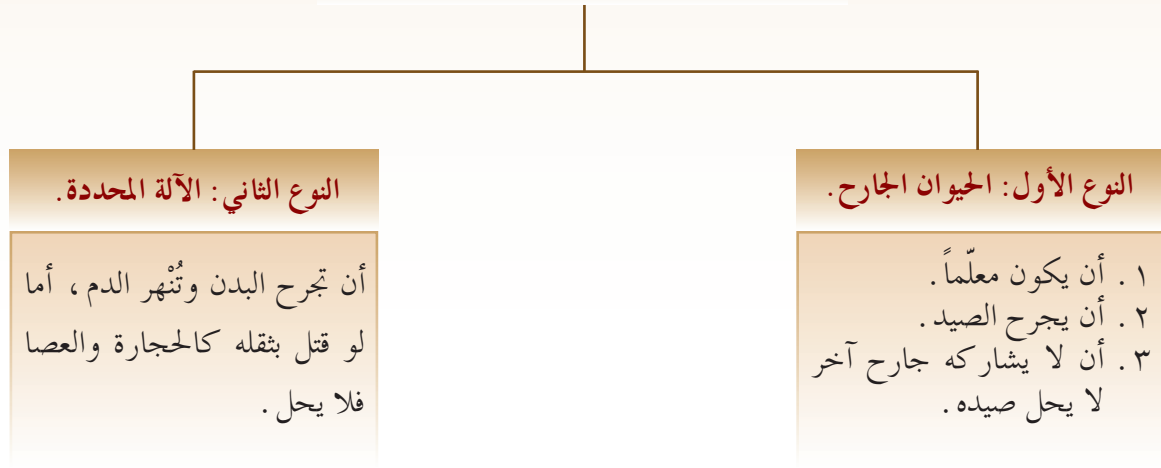 النوع الأول: الحيوان الجارح.
١. أن يكون معلّماً.
٢. أن يجرح الصيد.
٣. أن لا يشاركه جارح آخر
لا يحل صيده.
النوع الثاني: الآلة المحددة.
أن تجرح البدن وتُنْهر الدم، أما
لو قتل بثقله كالحجارة والعصا
فلا يحل.